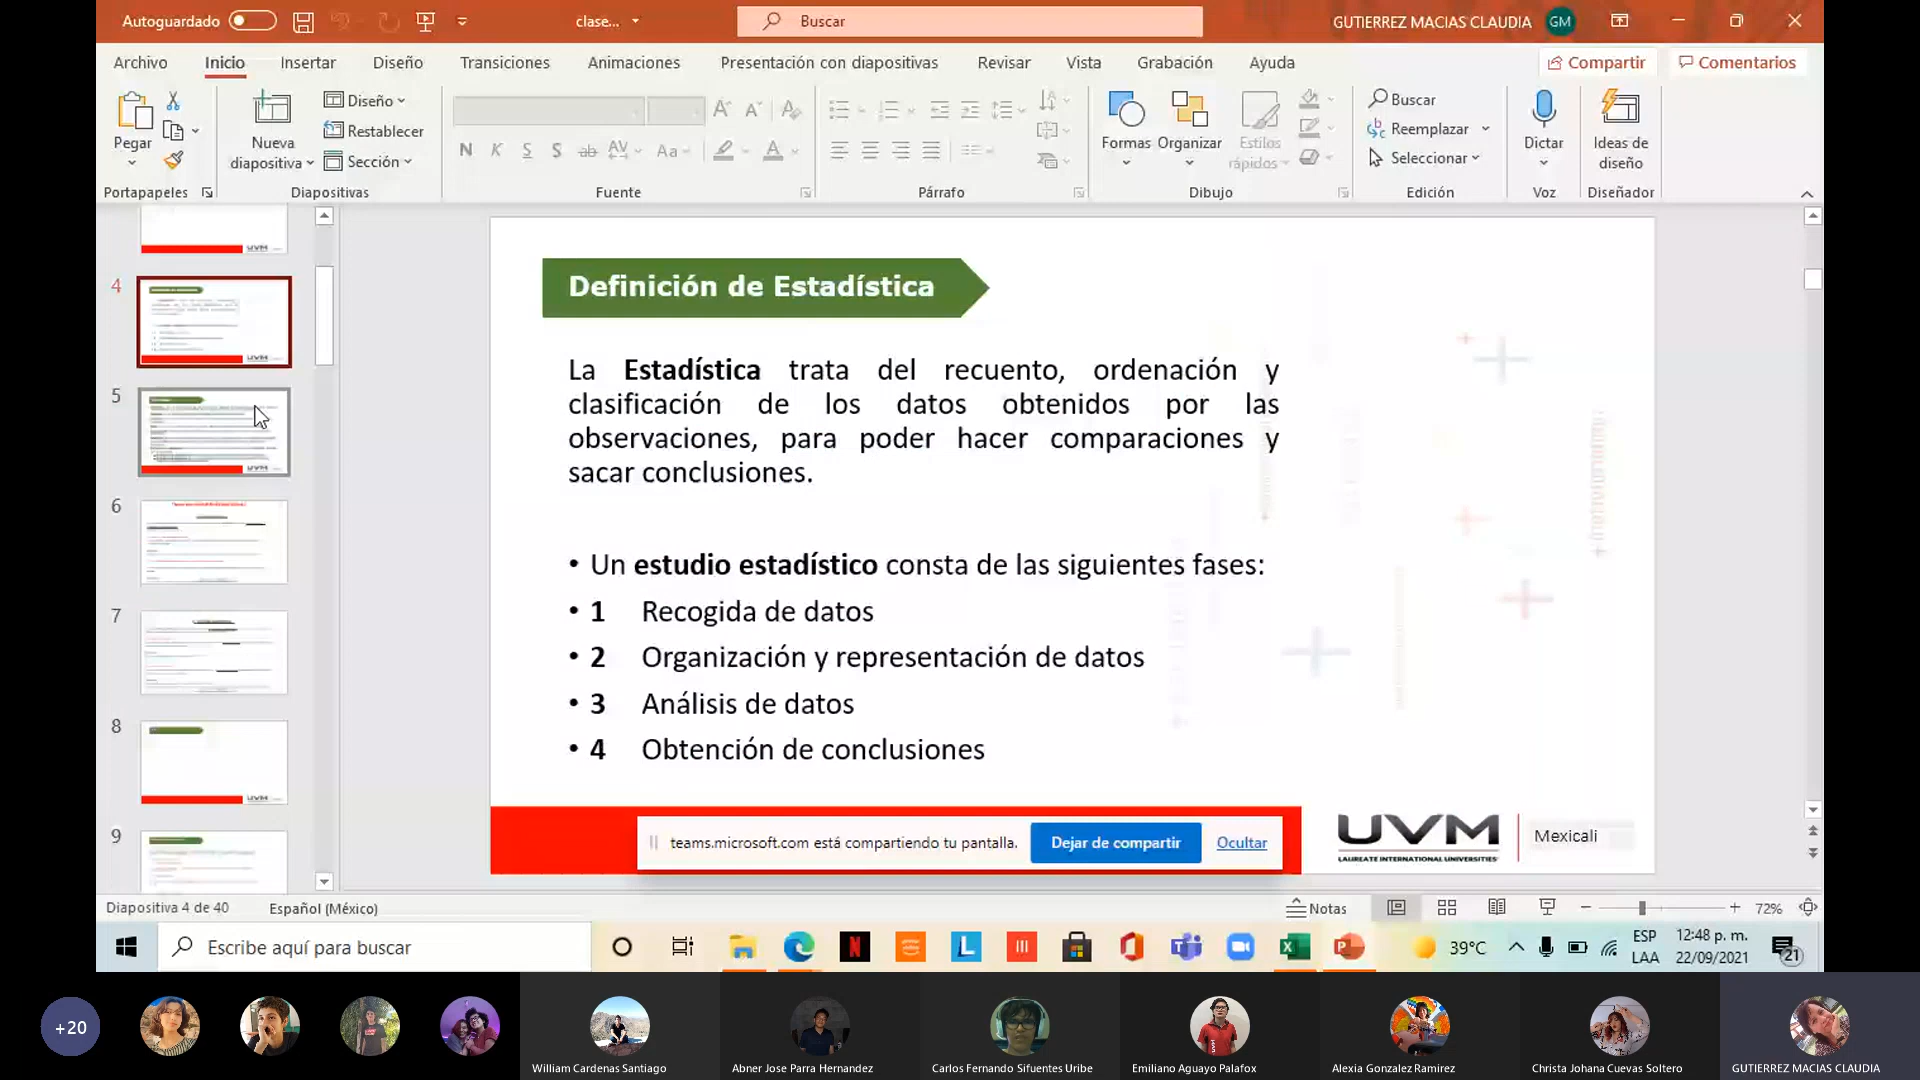 Autoguardado
clase...
Buscar
GUTIERREZ MACIAS CLAUDIA
GM
Archivo
Inicio
Insertar
Diseño
Transiciones
Animaciones
Presentación con diapositivas
Revisar
Vista
Grabación
Ayuda
Compartir
Comentarios
Pegar
Nueva
diapositiva
Diseño
Restablecer
Sección
N K S S ab AV Aa A
Formas
Organizar
Estilos
rápidos
Buscar
Reemplazar
Seleccionar
Dictar
Ideas de
diseño
Portapapeles
Diapositivas
Fuente
Párrafo
Dibujo
Edición
Voz
Diseñador
4
5
6
7
8
9
Definición de Estadística
La Estadística trata del recuento, ordenación y
clasificación de los datos obtenidos por las
observaciones, para poder hacer comparaciones y
sacar conclusiones.
• Un estudio estadístico consta de las siguientes fases:
• 1 Recogida de datos
• 2 Organización y representación de datos
• 3 Análisis de datos
• 4 Obtención de conclusiones
teams.microsoft.com está compartiendo tu pantalla.
Dejar de compartir
Ocultar
UVM
LAUREATE INTERNATIONAL UNIVERSITIES
Mexicali
Diapositiva 4 de 40
Español (México)
Notas
72%
Escribe aquí para buscar
39°C
ESP
LAA
12:48 p. m.
22/09/2021
21
+20
William Cardenas Santiago
Abner Jose Parra Hernandez
Carlos Fernando Sifuentes Uribe
Emiliano Aguayo Palafox
Alexia Gonzalez Ramirez
Christa Johana Cuevas Soltero
GUTIERREZ MACIAS CLAUDIA